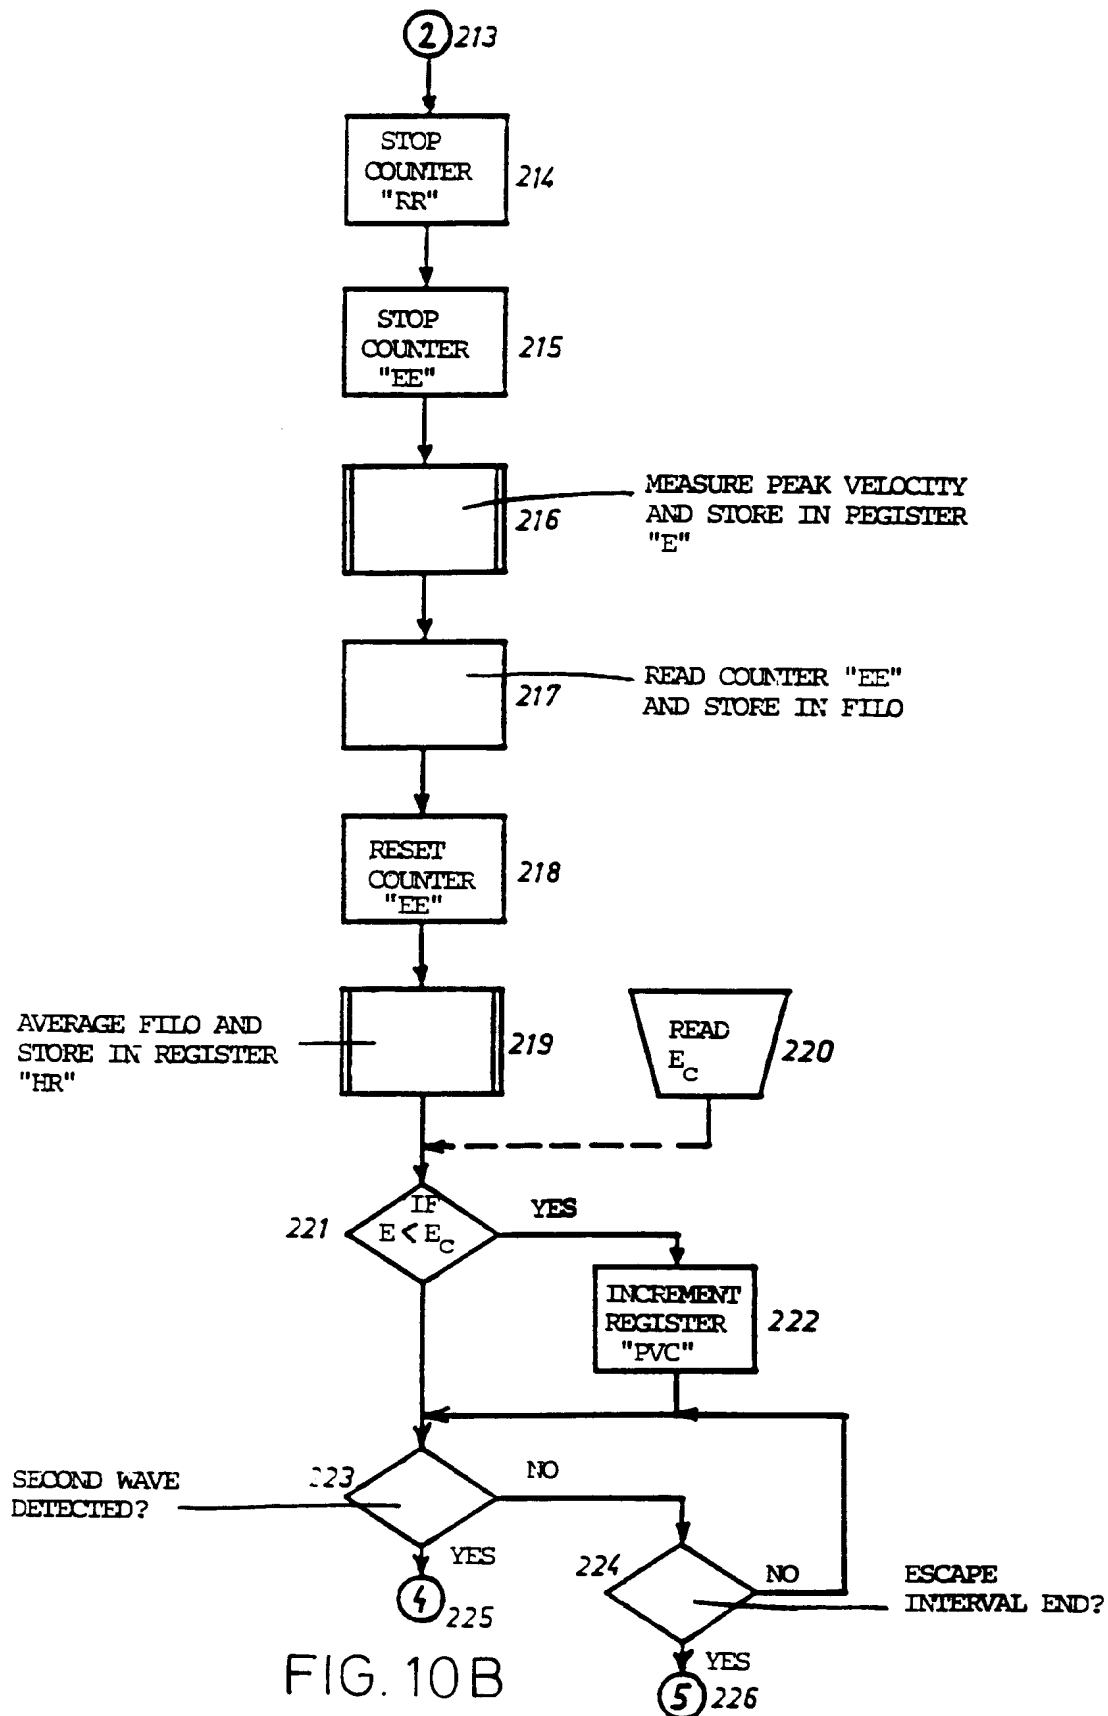 2 213
STOP
COUNTER
"RR"
214
STOP
COUNTER
"EE"
215
216
MEASURE PEAK VELOCITY
AND STORE IN PEGISTER
"E"
217
READ COUNTER "EE"
AND STORE IN FILO
RESET
COUNTER
"EE"
218
AVERAGE FILO AND
STORE IN REGISTER
"HR"
219
READ
E_C
220
221
IF
E < E_C
YES
INCREMENT
REGISTER
"PVC"
222
SECOND WAVE
DETECTED?
223
NO
YES
4
225
224
NO
ESCAPE
INTERVAL END?
YES
5 226
FIG. 10B